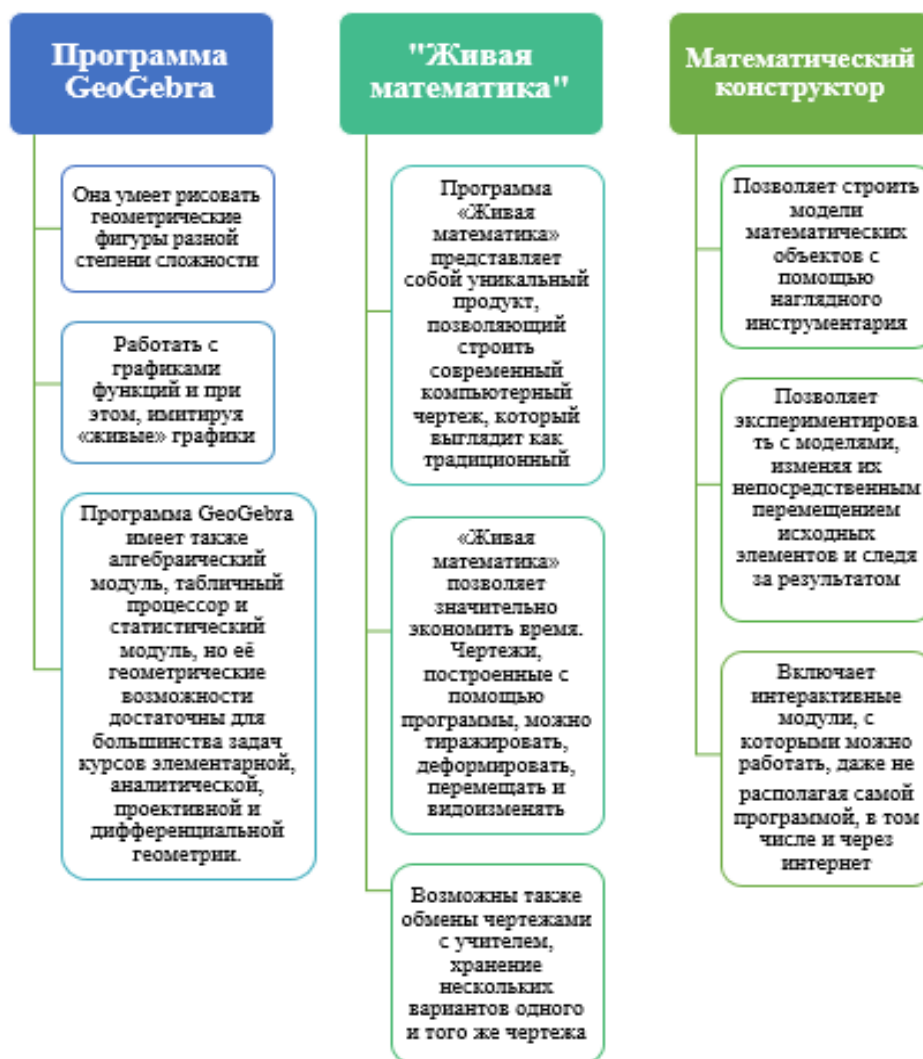 Программа
GeoGebra
Она умеет рисовать
геометрические
фигуры разной
степени сложности
Работать с
графиками
функций и при
этом, имитируя
«живые» графики
Программа GeoGebra
имеет также
алгебраический
модуль, табличный
процессор и
статистический
модуль, но её
геометрические
возможности
достаточны для
большинства задач
курсов элементарной,
аналитической,
проективной и
дифференциальной
геометрии.
"Живая
математика"
Программа
«Живая
математика»
представляет
собой уникальный
продукт,
позволяющий
строить
современный
компьютерный
чертеж, который
выглядит как
традиционный
«Живая
математика»
позволяет
значительно
экономить время.
Чертежи,
построенные с
помощью
программы, можно
тиражировать,
деформировать,
перемещать и
видоизменять
Возможны также
обмены чертежами
с учителем,
хранение
нескольких
вариантов одного
и того же чертежа
Математический
конструктор
Позволяет строить
модели
математических
объектов с
помощью
наглядного
инструментария
Позволяет
экспериментирова
ть с моделями,
изменяя их
непосредственным
перемещением
исходных
элементов и следя
за результатом
Включает
интерактивные
модули, с
которыми можно
работать, даже не
располагая самой
программой, в том
числе и через
интернет